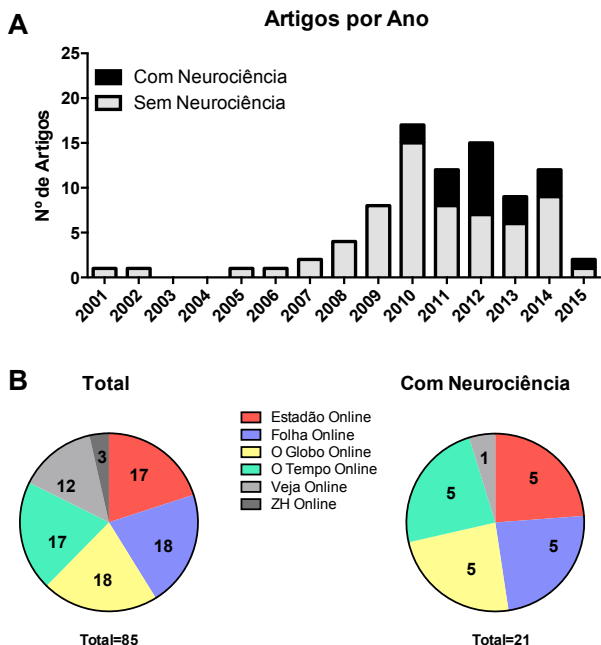 A
Artigos por Ano
Nº de Artigos
25
20
15
10
5
0
Com Neurociência
Sem Neurociência
2001
2002
2003
2004
2005
2006
2007
2008
2009
2010
2011
2012
2013
2014
2015
B
Total
17
18
18
17
12
3
Total=85
Estadão Online
Folha Online
O Globo Online
O Tempo Online
Veja Online
ZH Online
Com Neurociência
5
5
5
5
1
Total=21